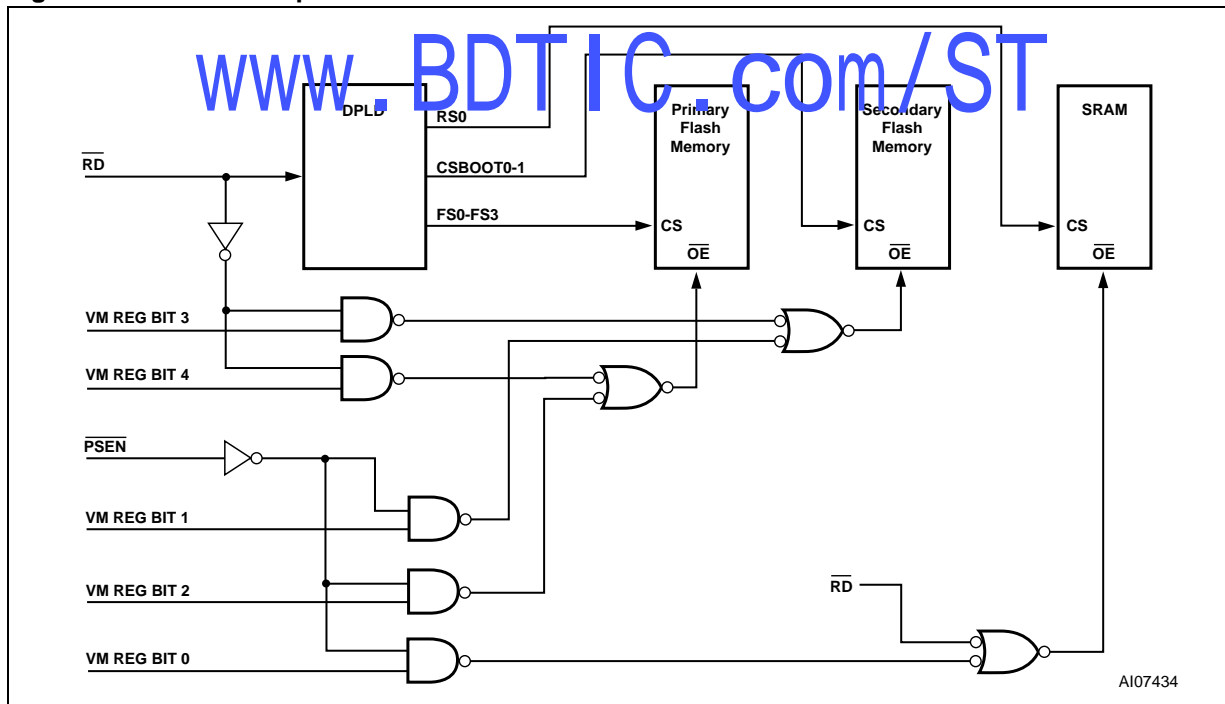 www.BDTIC.com/ST
DPLD
RS0
CSBOOT0-1
FS0-FS3
RD
Primary
Flash
Memory
CS
OE
Secondary
Flash
Memory
CS
OE
SRAM
CS
OE
VM REG BIT 3
VM REG BIT 4
PSEN
VM REG BIT 1
VM REG BIT 2
VM REG BIT 0
RD
AI07434